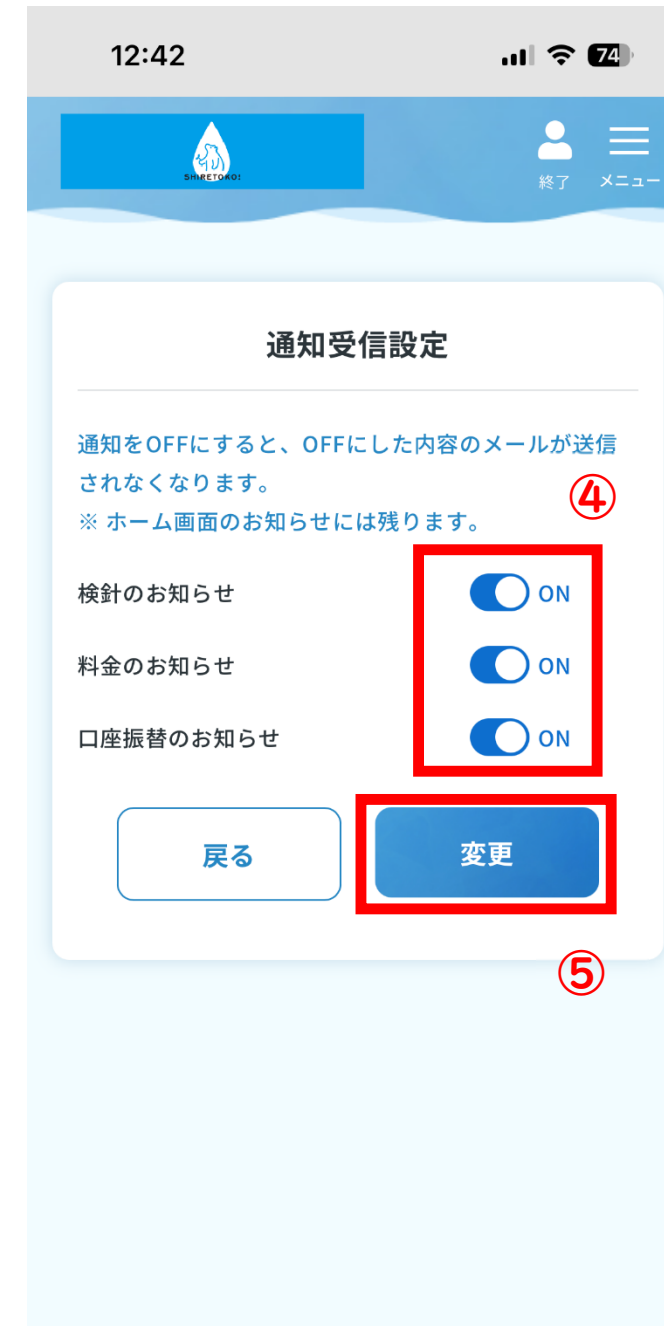 12:42
74
SHIRETOKO!
終了
メニュー
通知受信設定
通知をOFFにすると、OFFにした内容のメールが送信
されなくなります。
※ ホーム画面のお知らせには残ります。
④
検針のお知らせ
ON
料金のお知らせ
ON
口座振替のお知らせ
ON
戻る
変更
⑤